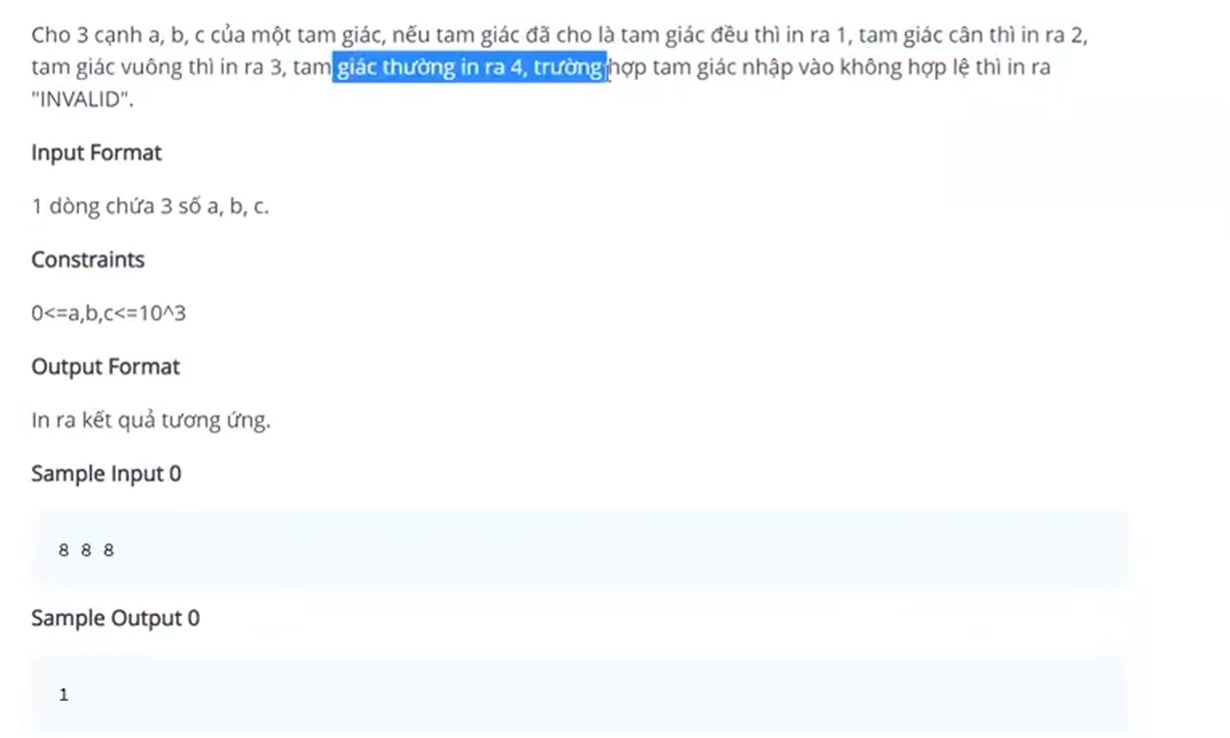 Cho 3 cạnh a, b, c của một tam giác, nếu tam giác đã cho là tam giác đều thì in ra 1, tam giác cân thì in ra 2,
tam giác vuông thì in ra 3, tam giác thường in ra 4, trường hợp tam giác nhập vào không hợp lệ thì in ra
"INVALID".
Input Format
1 dòng chứa 3 số a, b, c.
Constraints
0<=a,b,c<=10^3
Output Format
In ra kết quả tương ứng.
Sample Input 0
8 8 8
Sample Output 0
1